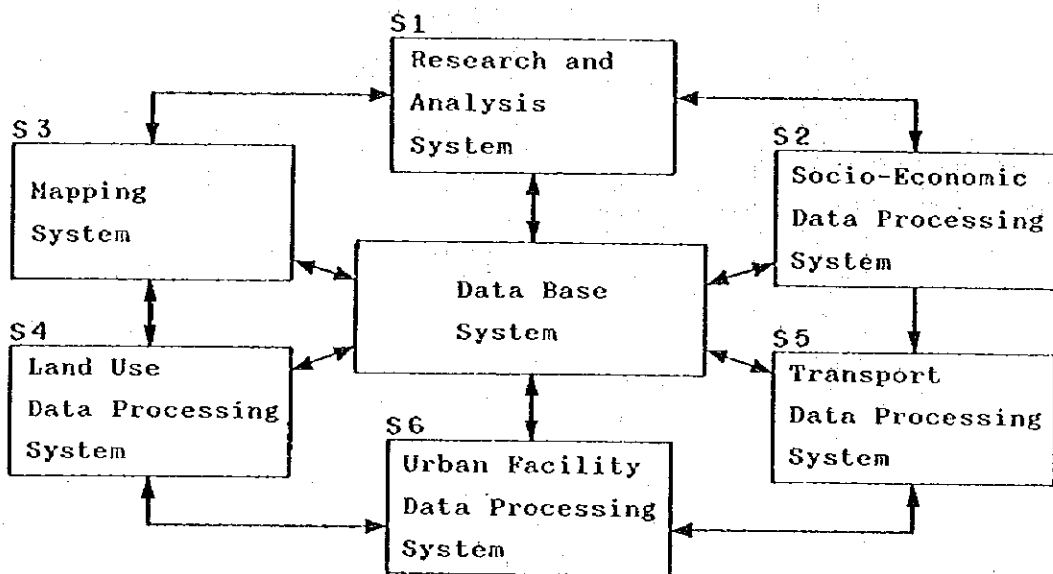 S1
Research and
Analysis
System
S3
Mapping
System
S2
Socio-Economic
Data Processing
System
Data Base
System
S4
Land Use
Data Processing
System
S5
Transport
Data Processing
System
S6
Urban Facility
Data Processing
System